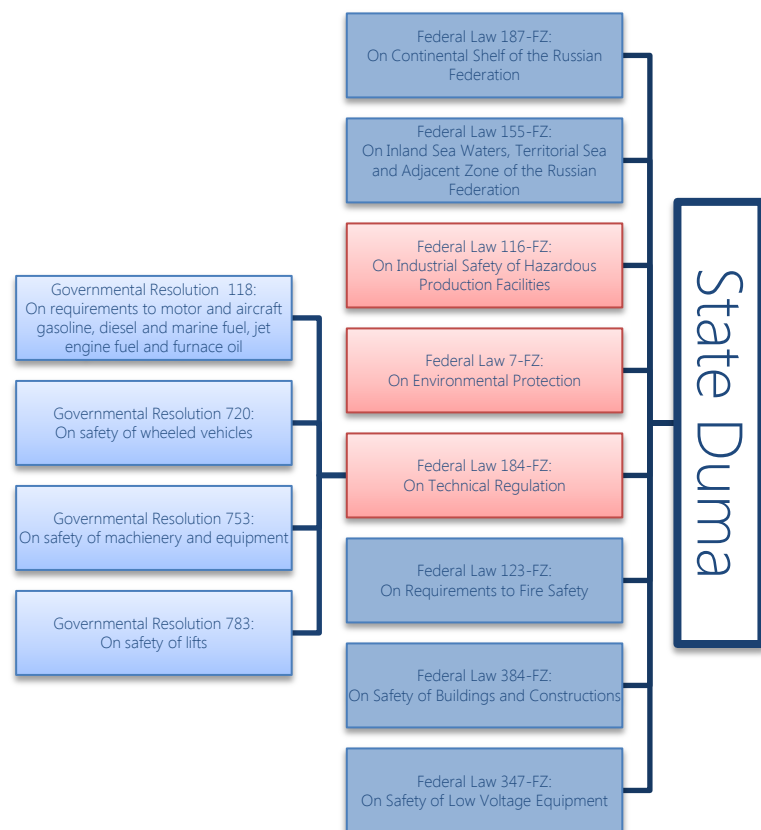 Federal Law 187-FZ:
On Continental Shelf of the Russian
Federation
Federal Law 155-FZ:
On Inland Sea Waters, Territorial Sea
and Adjacent Zone of the Russian
Federation
Federal Law 116-FZ:
On Industrial Safety of Hazardous
Production Facilities
Federal Law 7-FZ:
On Environmental Protection
Federal Law 184-FZ:
On Technical Regulation
Federal Law 123-FZ:
On Requirements to Fire Safety
Federal Law 384-FZ:
On Safety of Buildings and Constructions
Federal Law 347-FZ:
On Safety of Low Voltage Equipment
Governmental Resolution 118:
On requirements to motor and aircraft
gasoline, diesel and marine fuel, jet
engine fuel and furnace oil
Governmental Resolution 720:
On safety of wheeled vehicles
Governmental Resolution 753:
On safety of machienery and equipment
Governmental Resolution 783:
On safety of lifts
State Duma